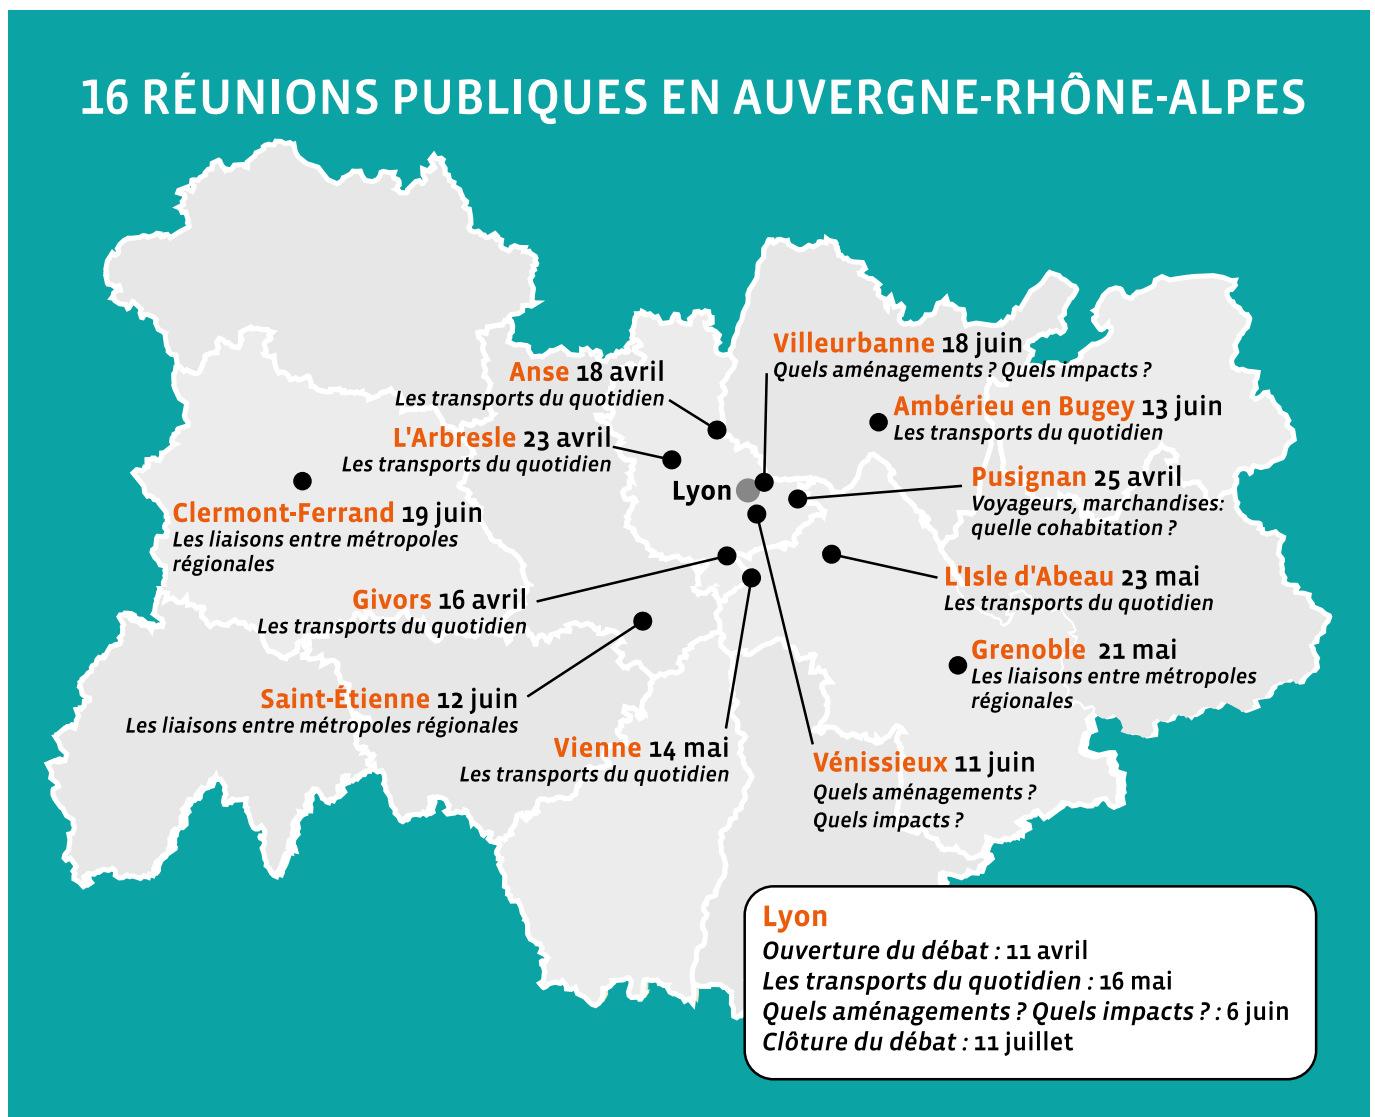 16 RÉUNIONS PUBLIQUES EN AUVERGNE-RHÔNE-ALPES
Villeurbanne 18 juin
Quels aménagements ? Quels impacts ?
Anse 18 avril
Les transports du quotidien
Ambérieu en Bugey 13 juin
Les transports du quotidien
L'Arbresle 23 avril
Les transports du quotidien
Lyon
Pusignan 25 avril
Voyageurs, marchandises:
quelle cohabitation ?
Clermont-Ferrand 19 juin
Les liaisons entre métropoles
régionales
L'Isle d'Abeau 23 mai
Les transports du quotidien
Givors 16 avril
Les transports du quotidien
Grenoble 21 mai
Les liaisons entre métropoles
régionales
Saint-Étienne 12 juin
Les liaisons entre métropoles régionales
Vienne 14 mai
Les transports du quotidien
Vénissieux 11 juin
Quels aménagements ?
Quels impacts ?
Lyon
Ouverture du débat : 11 avril
Les transports du quotidien : 16 mai
Quels aménagements ? Quels impacts ? : 6 juin
Clôture du débat : 11 juillet